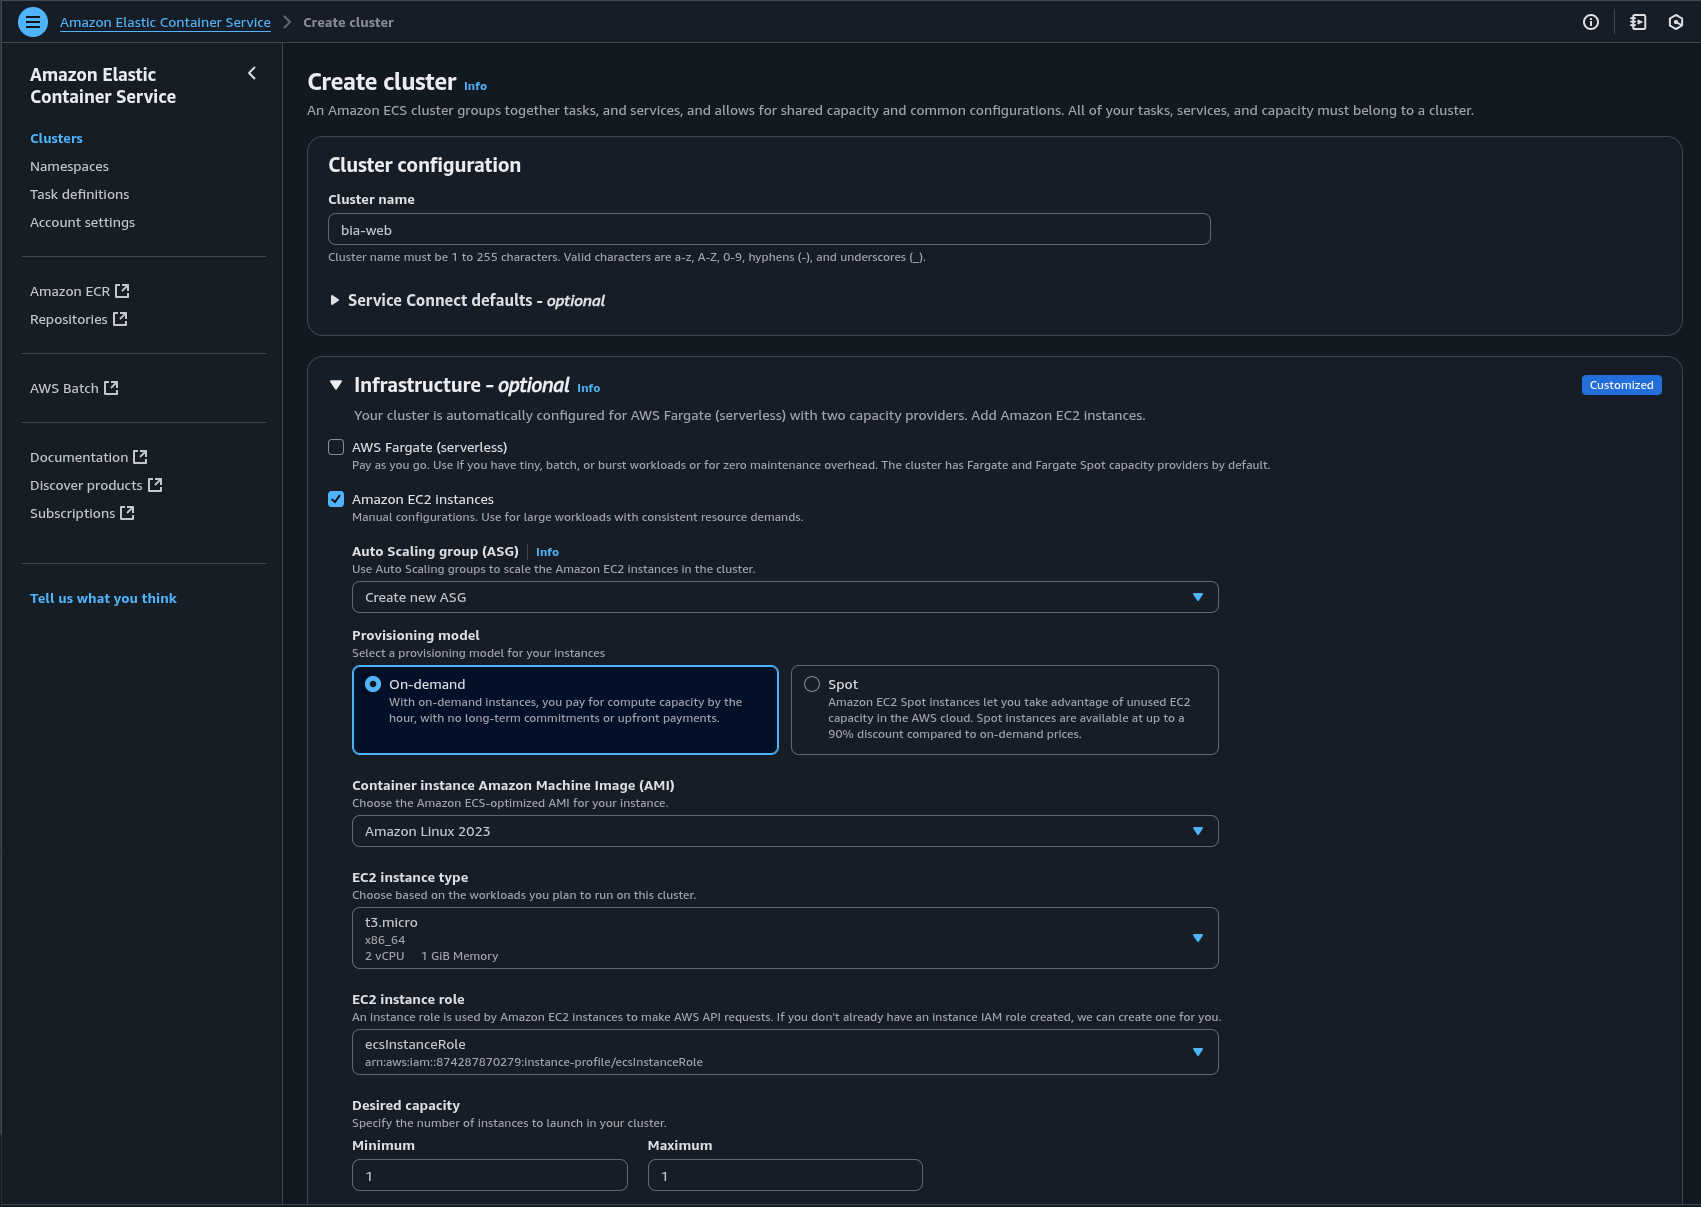 Amazon Elastic Container Service > Create cluster
Amazon Elastic
Container Service
Clusters
Namespaces
Task definitions
Account settings
Amazon ECR
Repositories
AWS Batch
Documentation
Discover products
Subscriptions
Tell us what you think
Create cluster Info
An Amazon ECS cluster groups together tasks, and services, and allows for shared capacity and common configurations. All of your tasks, services, and capacity must belong to a cluster.
Cluster configuration
Cluster name
bia-web
Cluster name must be 1 to 255 characters. Valid characters are a-z, A-Z, 0-9, hyphens (-), and underscores (_).
Service Connect defaults - optional
Infrastructure - optional Info
Customized
Your cluster is automatically configured for AWS Fargate (serverless) with two capacity providers. Add Amazon EC2 instances.
AWS Fargate (serverless)
Pay as you go. Use if you have tiny, batch, or burst workloads or for zero maintenance overhead. The cluster has Fargate and Fargate Spot capacity providers by default.
Amazon EC2 instances
Manual configurations. Use for large workloads with consistent resource demands.
Auto Scaling group (ASG) Info
Use Auto Scaling groups to scale the Amazon EC2 instances in the cluster.
Create new ASG
Provisioning model
Select a provisioning model for your instances
On-demand
With on-demand instances, you pay for compute capacity by the
hour, with no long-term commitments or upfront payments.
Spot
Amazon EC2 Spot instances let you take advantage of unused EC2
capacity in the AWS cloud. Spot instances are available at up to a
90% discount compared to on-demand prices.
Container instance Amazon Machine Image (AMI)
Choose the Amazon ECS-optimized AMI for your instance.
Amazon Linux 2023
EC2 instance type
Choose based on the workloads you plan to run on this cluster.
t3.micro
x86_64
2 vCPU 1 GiB Memory
EC2 instance role
An instance role is used by Amazon EC2 instances to make AWS API requests. If you don't already have an instance IAM role created, we can create one for you.
ecsInstanceRole
arn:aws:iam::874287870279:instance-profile/ecsInstanceRole
Desired capacity
Specify the number of instances to launch in your cluster.
Minimum Maximum
1 1